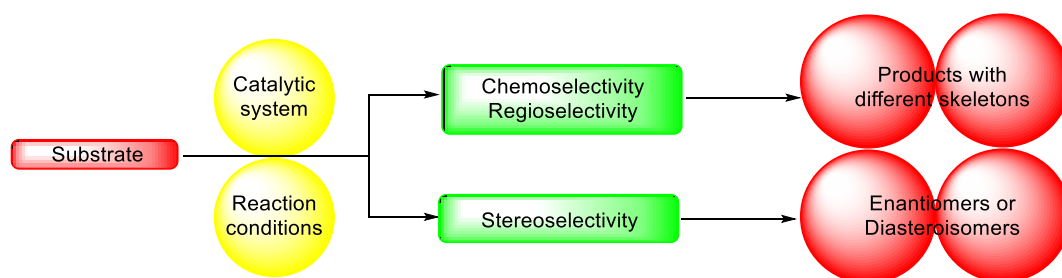 Substrate
Catalytic
system
Reaction
conditions
Chemoselectivity
Regioselectivity
Stereoselectivity
Products with
different skeletons
Enantiomers or
Diasteroisomers